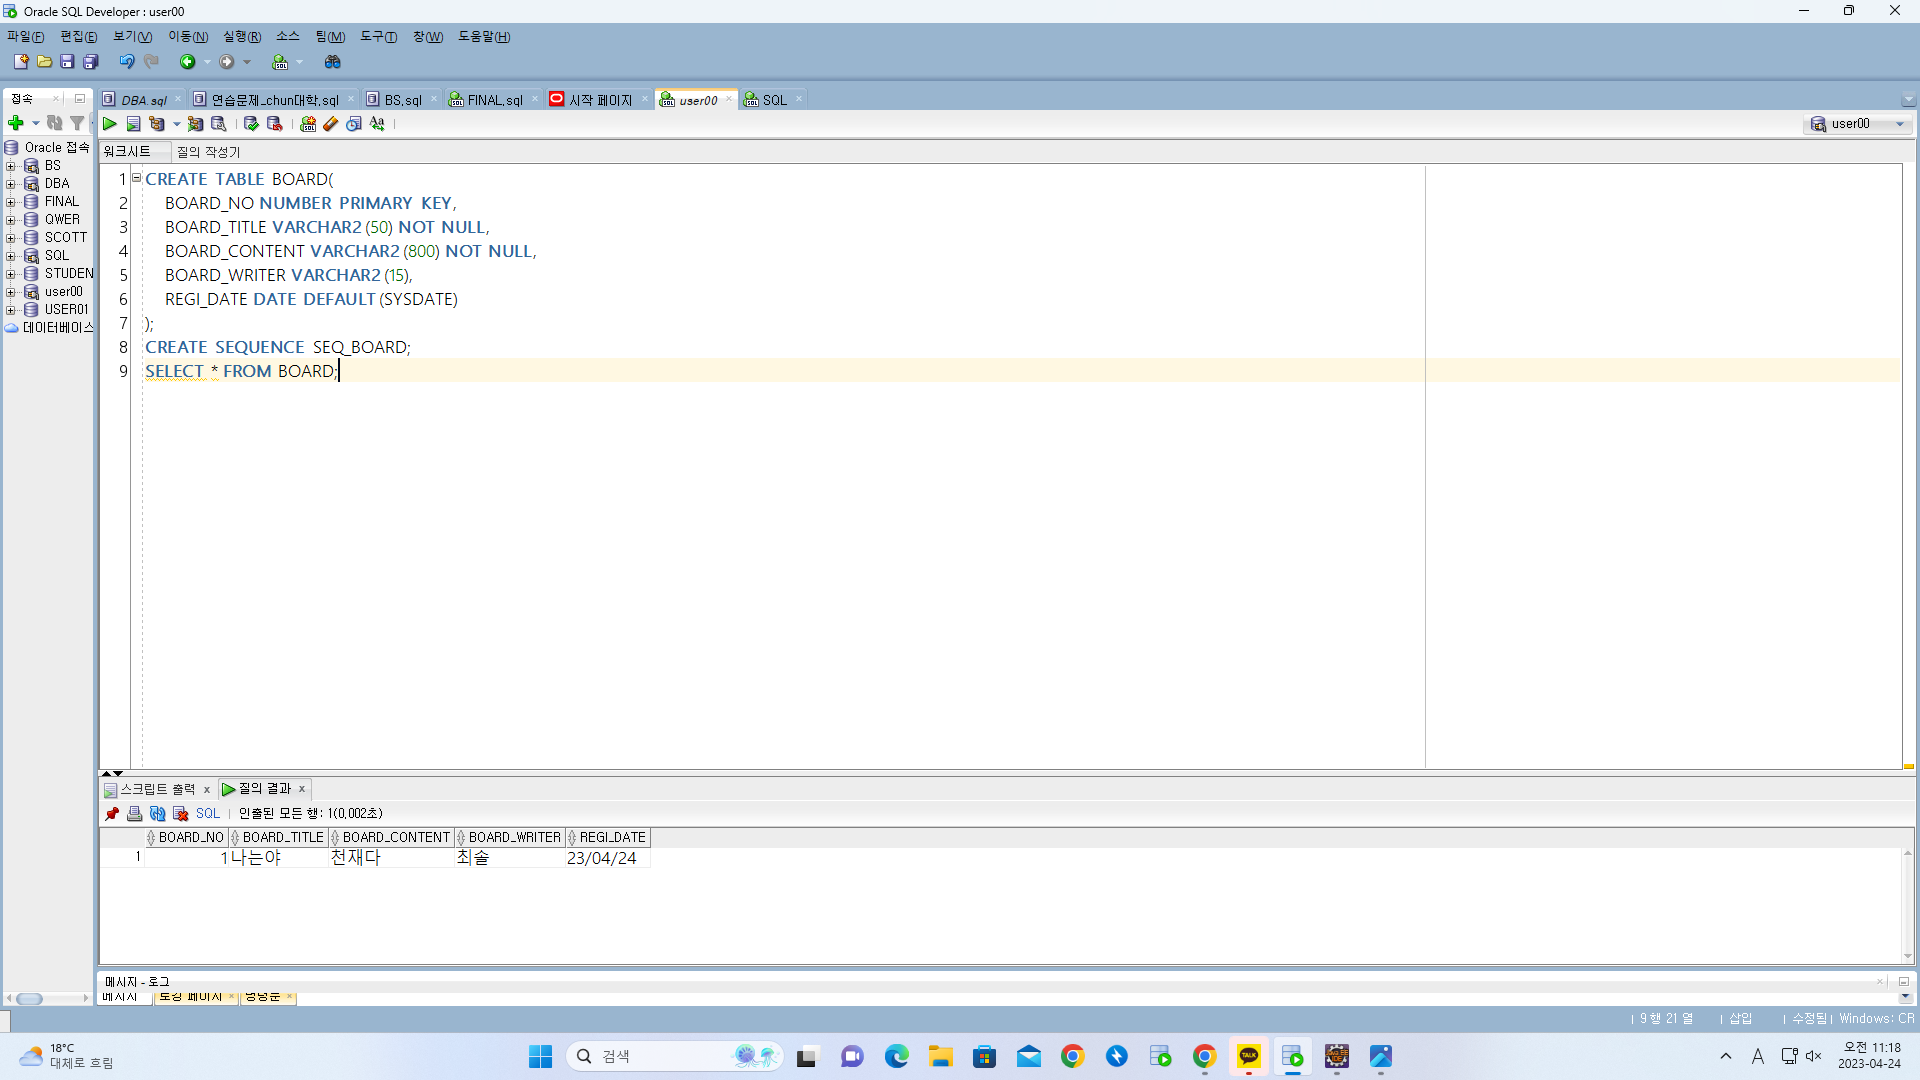 Oracle SQL Developer : user00
파일(F) 편집(E) 보기(V) 이동(N) 실행(R) 소스 팀(M) 도구(T) 창(W) 도움말(H)
접속
DBA.sql 연습문제_chun대학.sql BS.sql FINAL.sql 시작 페이지 user00 SQL
user00
워크시트 질의 작성기
Oracle 접속
BS
DBA
FINAL
QWER
SCOTT
SQL
STUDEN
user00
USER01
데이터베이스
1 CREATE TABLE BOARD(
2 BOARD_NO NUMBER PRIMARY KEY,
3 BOARD_TITLE VARCHAR2(50) NOT NULL,
4 BOARD_CONTENT VARCHAR2(800) NOT NULL,
5 BOARD_WRITER VARCHAR2(15),
6 REGI_DATE DATE DEFAULT(SYSDATE)
7 );
8 CREATE SEQUENCE SEQ_BOARD;
9 SELECT * FROM BOARD;
스크립트 출력 x 질의 결과 x
SQL | 인출된 모든 행: 1(0,002초)
BOARD_NO BOARD_TITLE BOARD_CONTENT BOARD_WRITER REGI_DATE
1 1 나는야 천재다 최솔 23/04/24
메시지 - 로그
메시지 로깅 페이지 명령문
9 행 21 열 | 삽입 | 수정됨 | Windows: CR
18°C
대체로 흐림
검색
TALK
A
오전 11:18
2023-04-24